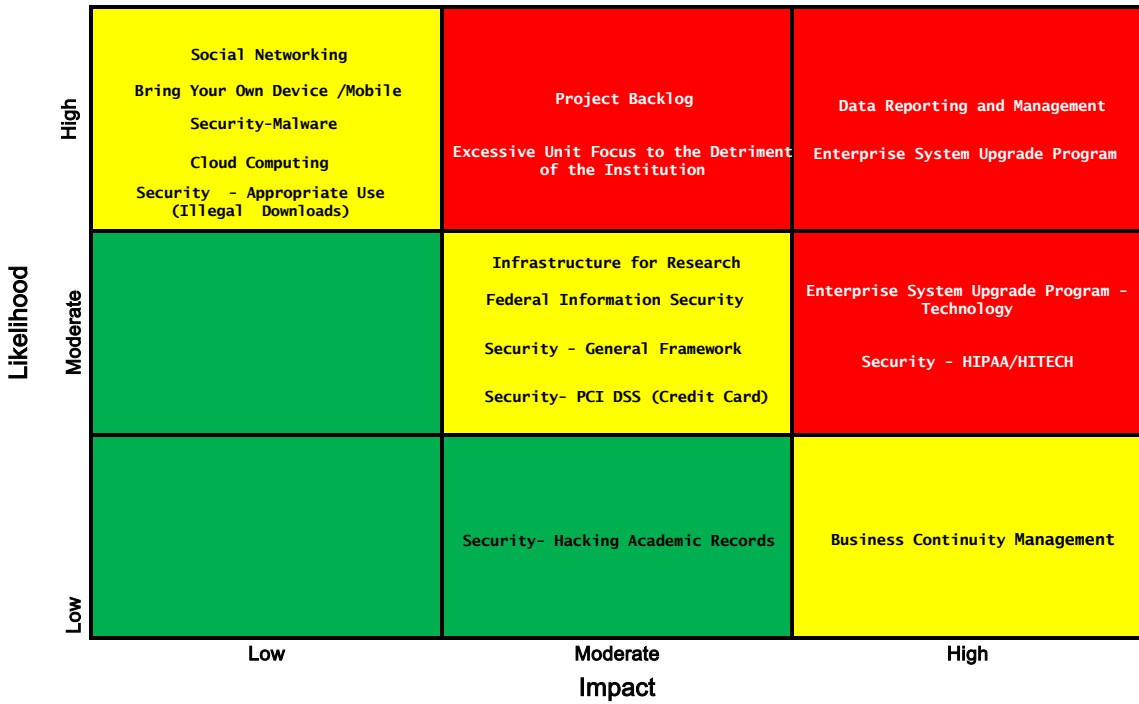 Social Networking
Bring Your Own Device /Mobile
Security-Malware
Cloud Computing
Security - Appropriate Use
(Illegal Downloads)
Project Backlog
Excessive Unit Focus to the Detriment
of the Institution
Data Reporting and Management
Enterprise System Upgrade Program
High
Infrastructure for Research
Federal Information Security
Security - General Framework
Security- PCI DSS (Credit Card)
Enterprise System Upgrade Program -
Technology
Security - HIPAA/HITECH
Likelihood
Moderate
Security- Hacking Academic Records
Business Continuity Management
Low
Low
Moderate
High
Impact